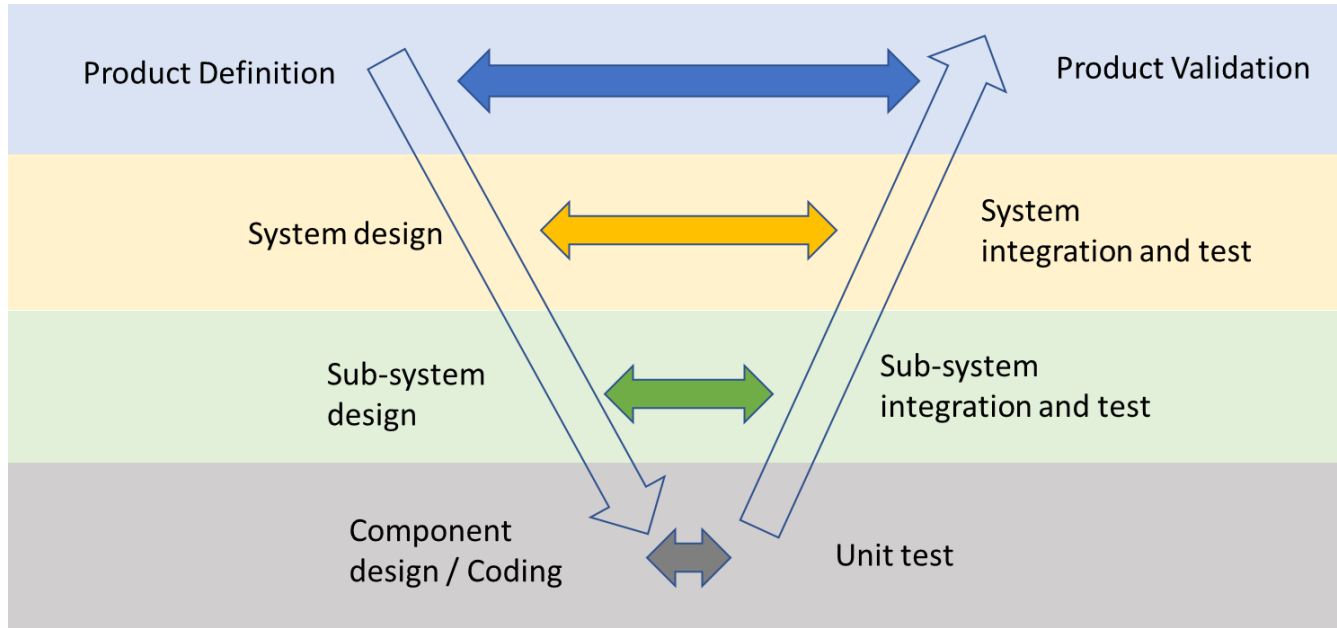 Product Definition
Product Validation
System design
System
integration and test
Sub-system
design
Sub-system
integration and test
Component
design / Coding
Unit test